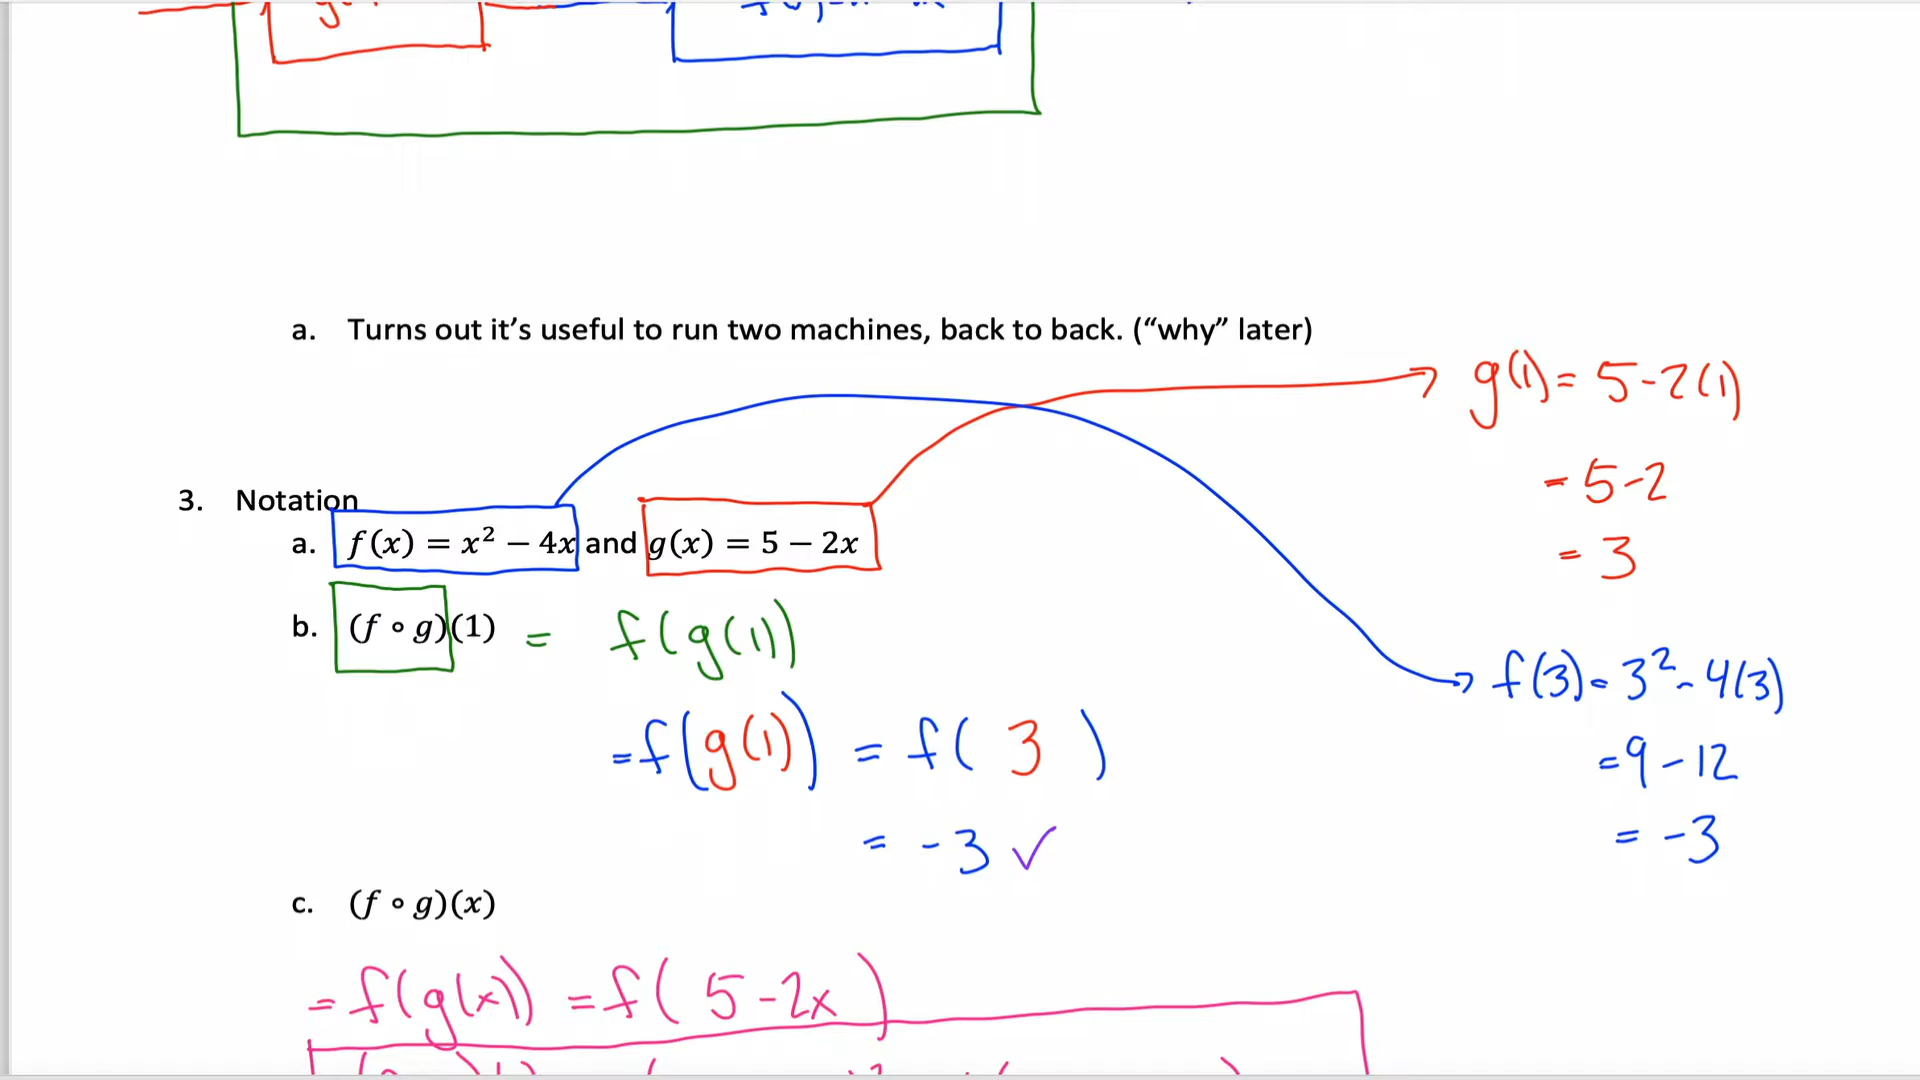 a. Turns out it’s useful to run two machines, back to back. (“why” later)
g(1) = 5-2(1)
= 5-2
= 3
3. Notation
a. f(x) = x² − 4x and g(x) = 5 − 2x
b. (f ∘ g)(1) = f(g(1))
f(3) = 3² - 4(3)
= f(g(1)) = f( 3 )
= 9 - 12
= -3 ✓
= -3
c. (f ∘ g)(x)
= f(g(x)) = f( 5-2x )